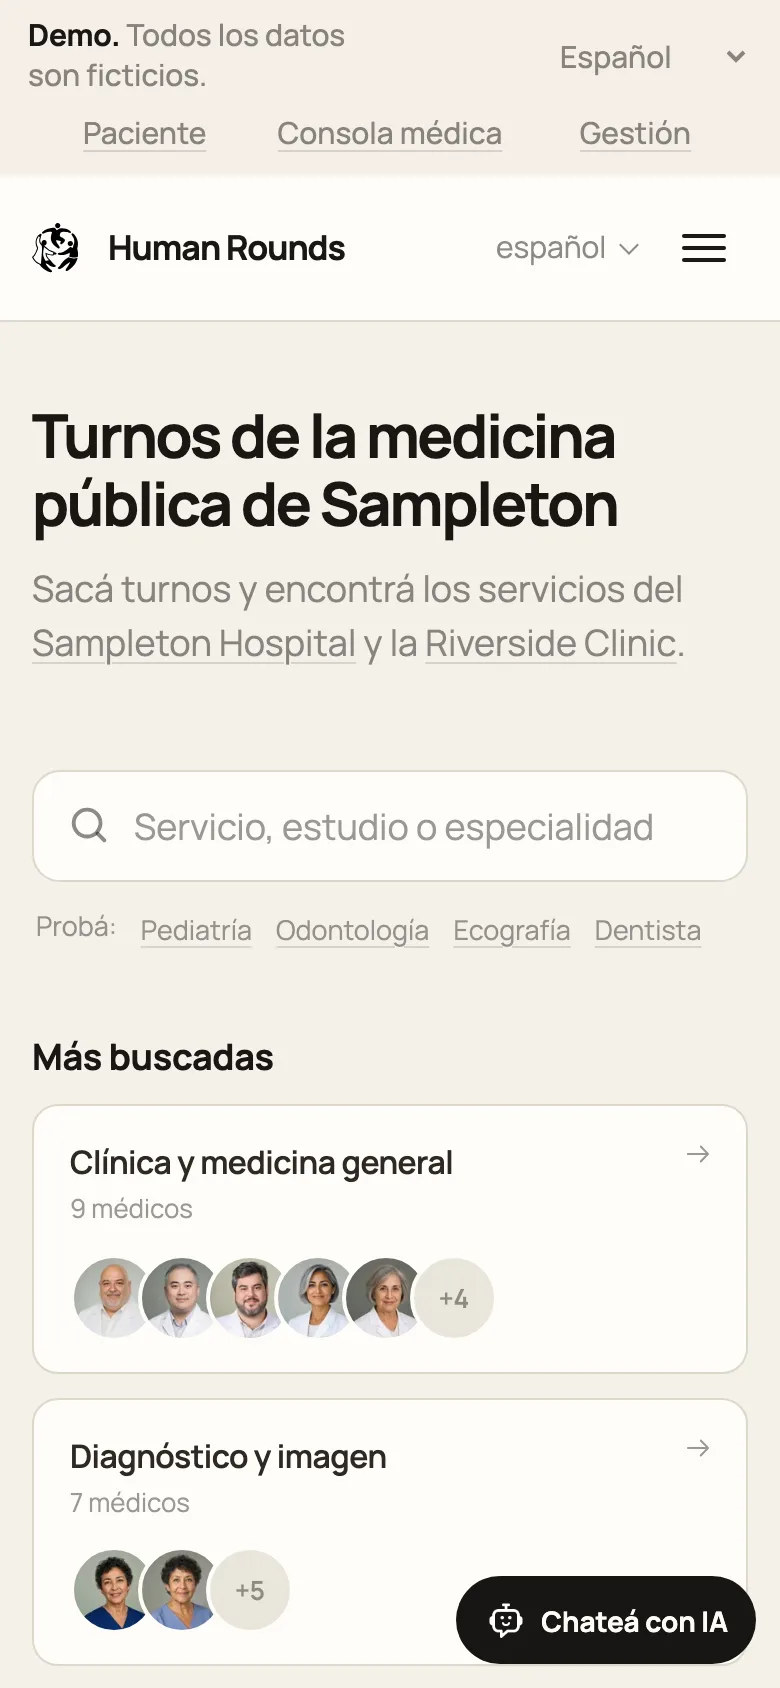 Demo. Todos los datos
son ficticios.
Español
Paciente Consola médica Gestión
Human Rounds
español
Turnos de la medicina
pública de Sampleton
Sacá turnos y encontrá los servicios del
Sampleton Hospital y la Riverside Clinic.
Servicio, estudio o especialidad
Probá: Pediatría Odontología Ecografía Dentista
Más buscadas
Clínica y medicina general
9 médicos
+4
Diagnóstico y imagen
7 médicos
+5
Chateá con IA